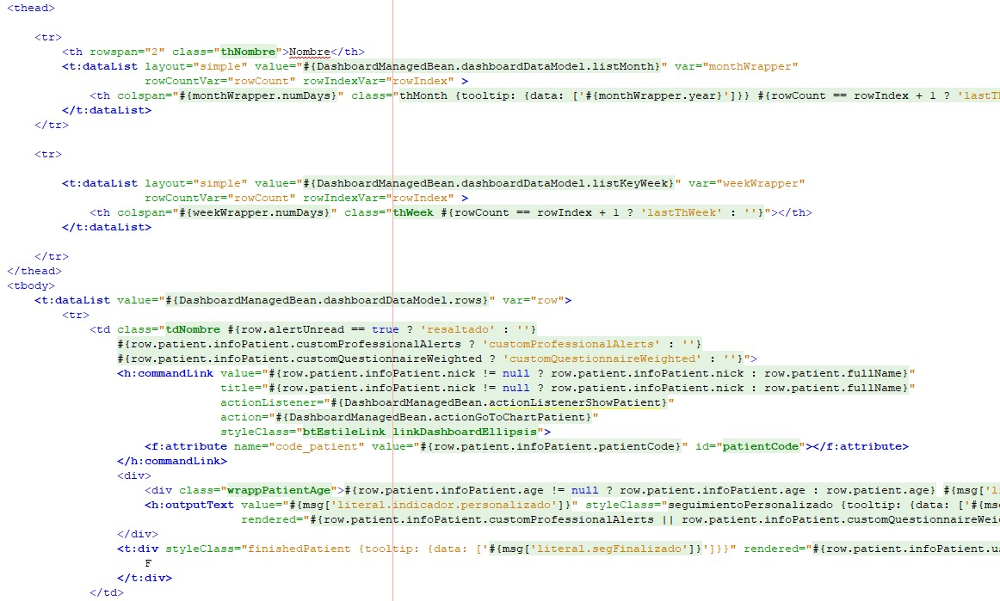 <thead>
<tr>
<th rowspan="2" class="thNombre">Nombre</th>
<t:dataList layout="simple" value="#{DashboardManagedBean.dashboardDataModel.listMonth}" var="monthWrapper"
rowCountVar="rowCount" rowIndexVar="rowIndex" >
<th colspan="#{monthWrapper.numDays}" class="thMonth {tooltip: {data: ['#{monthWrapper.year}']}} #{rowCount == rowIndex + 1 ? 'lastTh
</t:dataList>
</tr>
<tr>
<t:dataList layout="simple" value="#{DashboardManagedBean.dashboardDataModel.listKeyWeek}" var="weekWrapper"
rowCountVar="rowCount" rowIndexVar="rowIndex" >
<th colspan="#{weekWrapper.numDays}" class="thWeek #{rowCount == rowIndex + 1 ? 'lastThWeek' : ''}"></th>
</t:dataList>
</tr>
</thead>
<tbody>
<t:dataList value="#{DashboardManagedBean.dashboardDataModel.rows}" var="row">
<tr>
<td class="tdNombre #{row.alertUnread == true ? 'resaltado' : ''}
#{row.patient.infoPatient.customProfessionalAlerts ? 'customProfessionalAlerts' : ''}
#{row.patient.infoPatient.customQuestionnaireWeighted ? 'customQuestionnaireWeighted' : ''}">
<h:commandLink value="#{row.patient.infoPatient.nick != null ? row.patient.infoPatient.nick : row.patient.fullName}"
title="#{row.patient.infoPatient.nick != null ? row.patient.infoPatient.nick : row.patient.fullName}"
actionListener="#{DashboardManagedBean.actionListenerShowPatient}"
action="#{DashboardManagedBean.actionGoToChartPatient}"
styleClass="btEstileLink linkDashboardEllipsis">
<f:attribute name="code_patient" value="#{row.patient.infoPatient.patientCode}" id="patientCode"></f:attribute>
</h:commandLink>
<div>
<div class="wrappPatientAge">#{row.patient.infoPatient.age != null ? row.patient.infoPatient.age : row.patient.age} #{msg['li
<h:outputText value="#{msg['literal.indicador.personalizado']}" styleClass="seguimientoPersonalizado {tooltip: {data: ['#{ms
rendered="#{row.patient.infoPatient.customProfessionalAlerts || row.patient.infoPatient.customQuestionnaireWei
</div>
<t:div styleClass="finishedPatient {tooltip: {data: ['#{msg['literal.segFinalizado']}']}}" rendered="#{row.patient.infoPatient.u
F
</t:div>
</td>